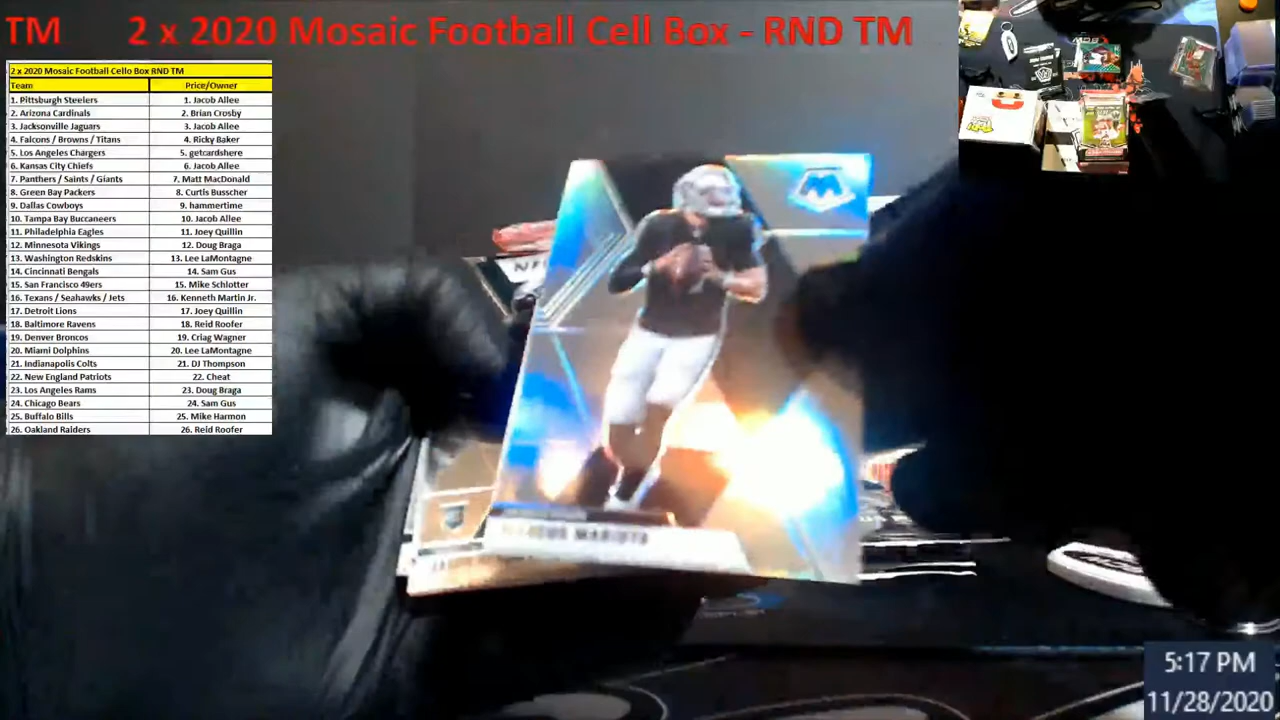 TM 2 x 2020 Mosaic Football Cell Box - RND TM
2 x 2020 Mosaic Football Cello Box RND TM
Team Price/Owner
1. Pittsburgh Steelers 1. Jacob Allee
2. Arizona Cardinals 2. Brian Crosby
3. Jacksonville Jaguars 3. Jacob Allee
4. Falcons / Browns / Titans 4. Ricky Baker
5. Los Angeles Chargers 5. getcardshere
6. Kansas City Chiefs 6. Jacob Allee
7. Panthers / Saints / Giants 7. Matt MacDonald
8. Green Bay Packers 8. Curtis Busscher
9. Dallas Cowboys 9. hammertime
10. Tampa Bay Buccaneers 10. Jacob Allee
11. Philadelphia Eagles 11. Joey Quillin
12. Minnesota Vikings 12. Doug Braga
13. Washington Redskins 13. Lee LaMontagne
14. Cincinnati Bengals 14. Sam Gus
15. San Francisco 49ers 15. Mike Schlotter
16. Texans / Seahawks / Jets 16. Kenneth Martin Jr.
17. Detroit Lions 17. Joey Quillin
18. Baltimore Ravens 18. Reid Roofer
19. Denver Broncos 19. Criag Wagner
20. Miami Dolphins 20. Lee LaMontagne
21. Indianapolis Colts 21. DJ Thompson
22. New England Patriots 22. Cheat
23. Los Angeles Rams 23. Doug Braga
24. Chicago Bears 24. Sam Gus
25. Buffalo Bills 25. Mike Harmon
26. Oakland Raiders 26. Reid Roofer
MARIOTA
5:17 PM
11/28/2020